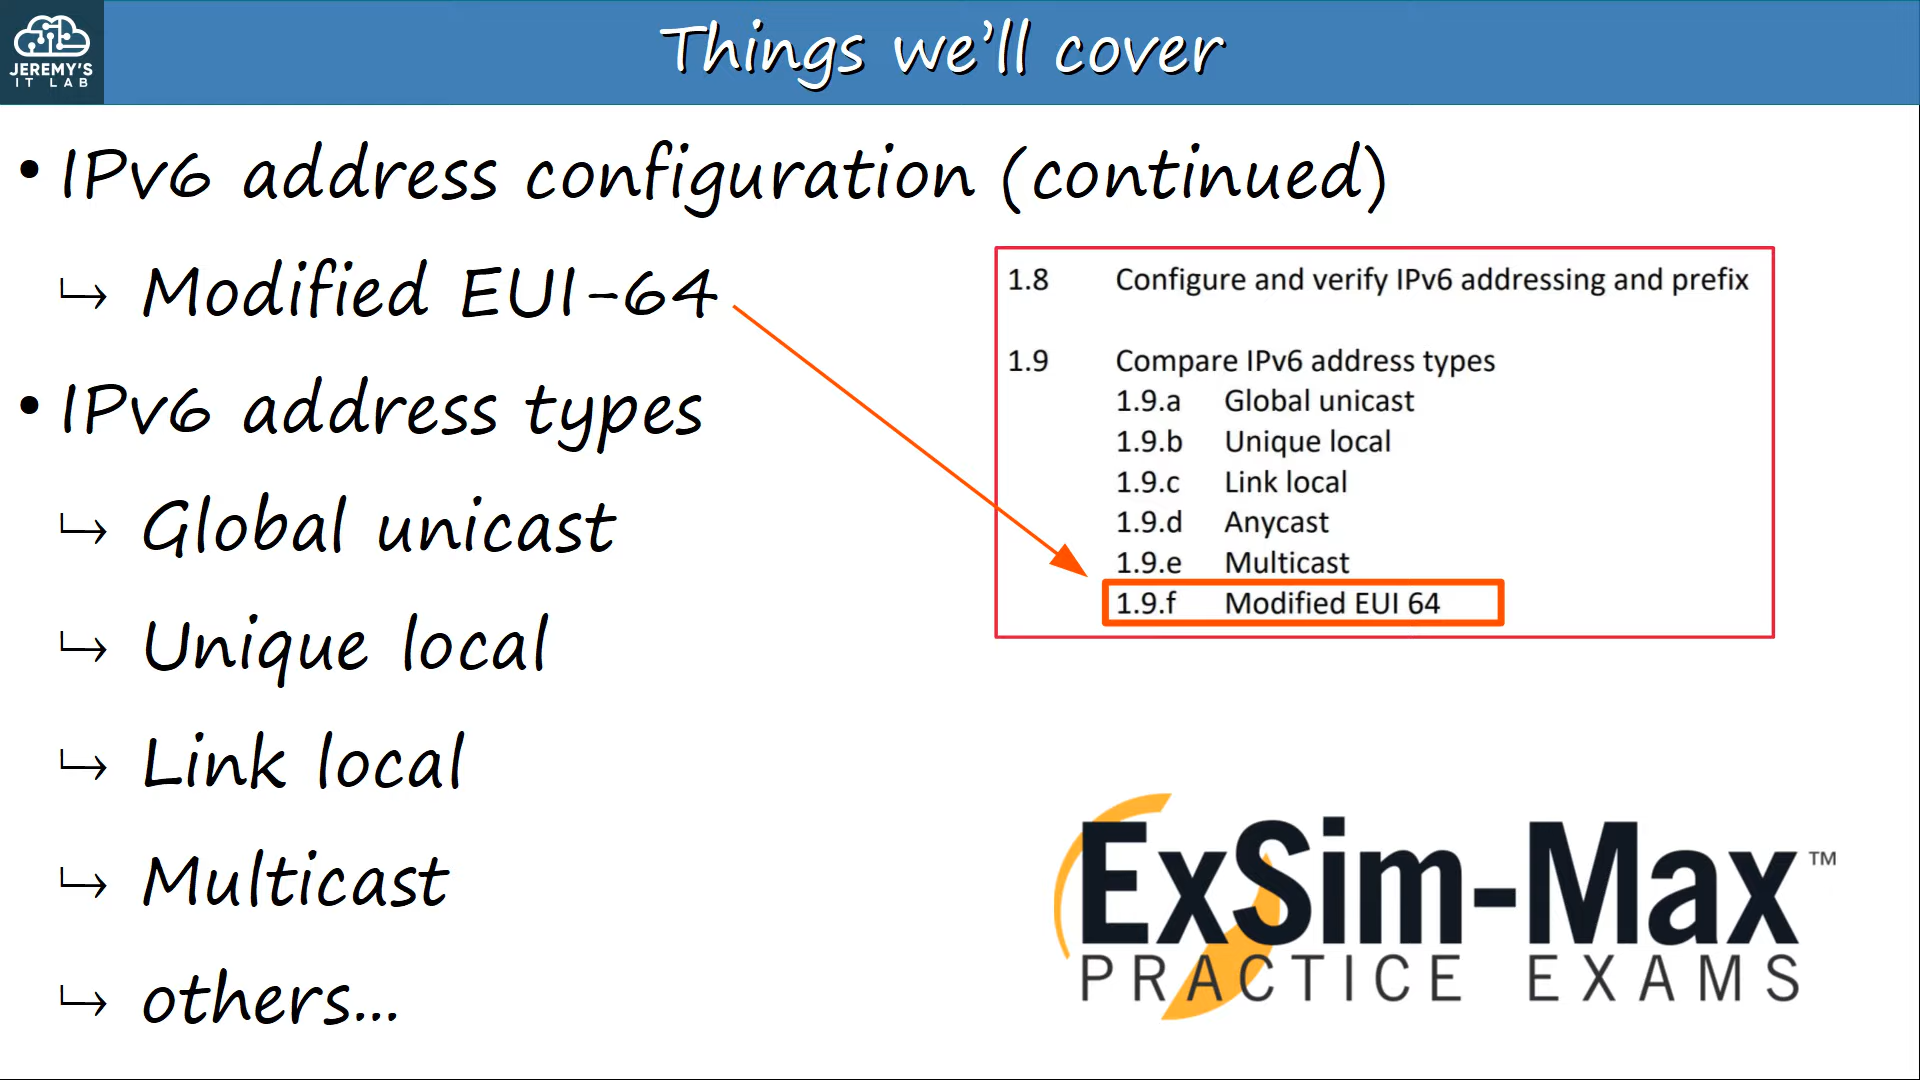 JEREMY'S
IT LAB
Things we'll cover
• IPv6 address configuration (continued)
↳ Modified EUI-64
• IPv6 address types
↳ Global unicast
↳ Unique local
↳ Link local
↳ Multicast
↳ others...
1.8 Configure and verify IPv6 addressing and prefix
1.9 Compare IPv6 address types
1.9.a Global unicast
1.9.b Unique local
1.9.c Link local
1.9.d Anycast
1.9.e Multicast
1.9.f Modified EUI 64
ExSim-Max™
PRACTICE EXAMS